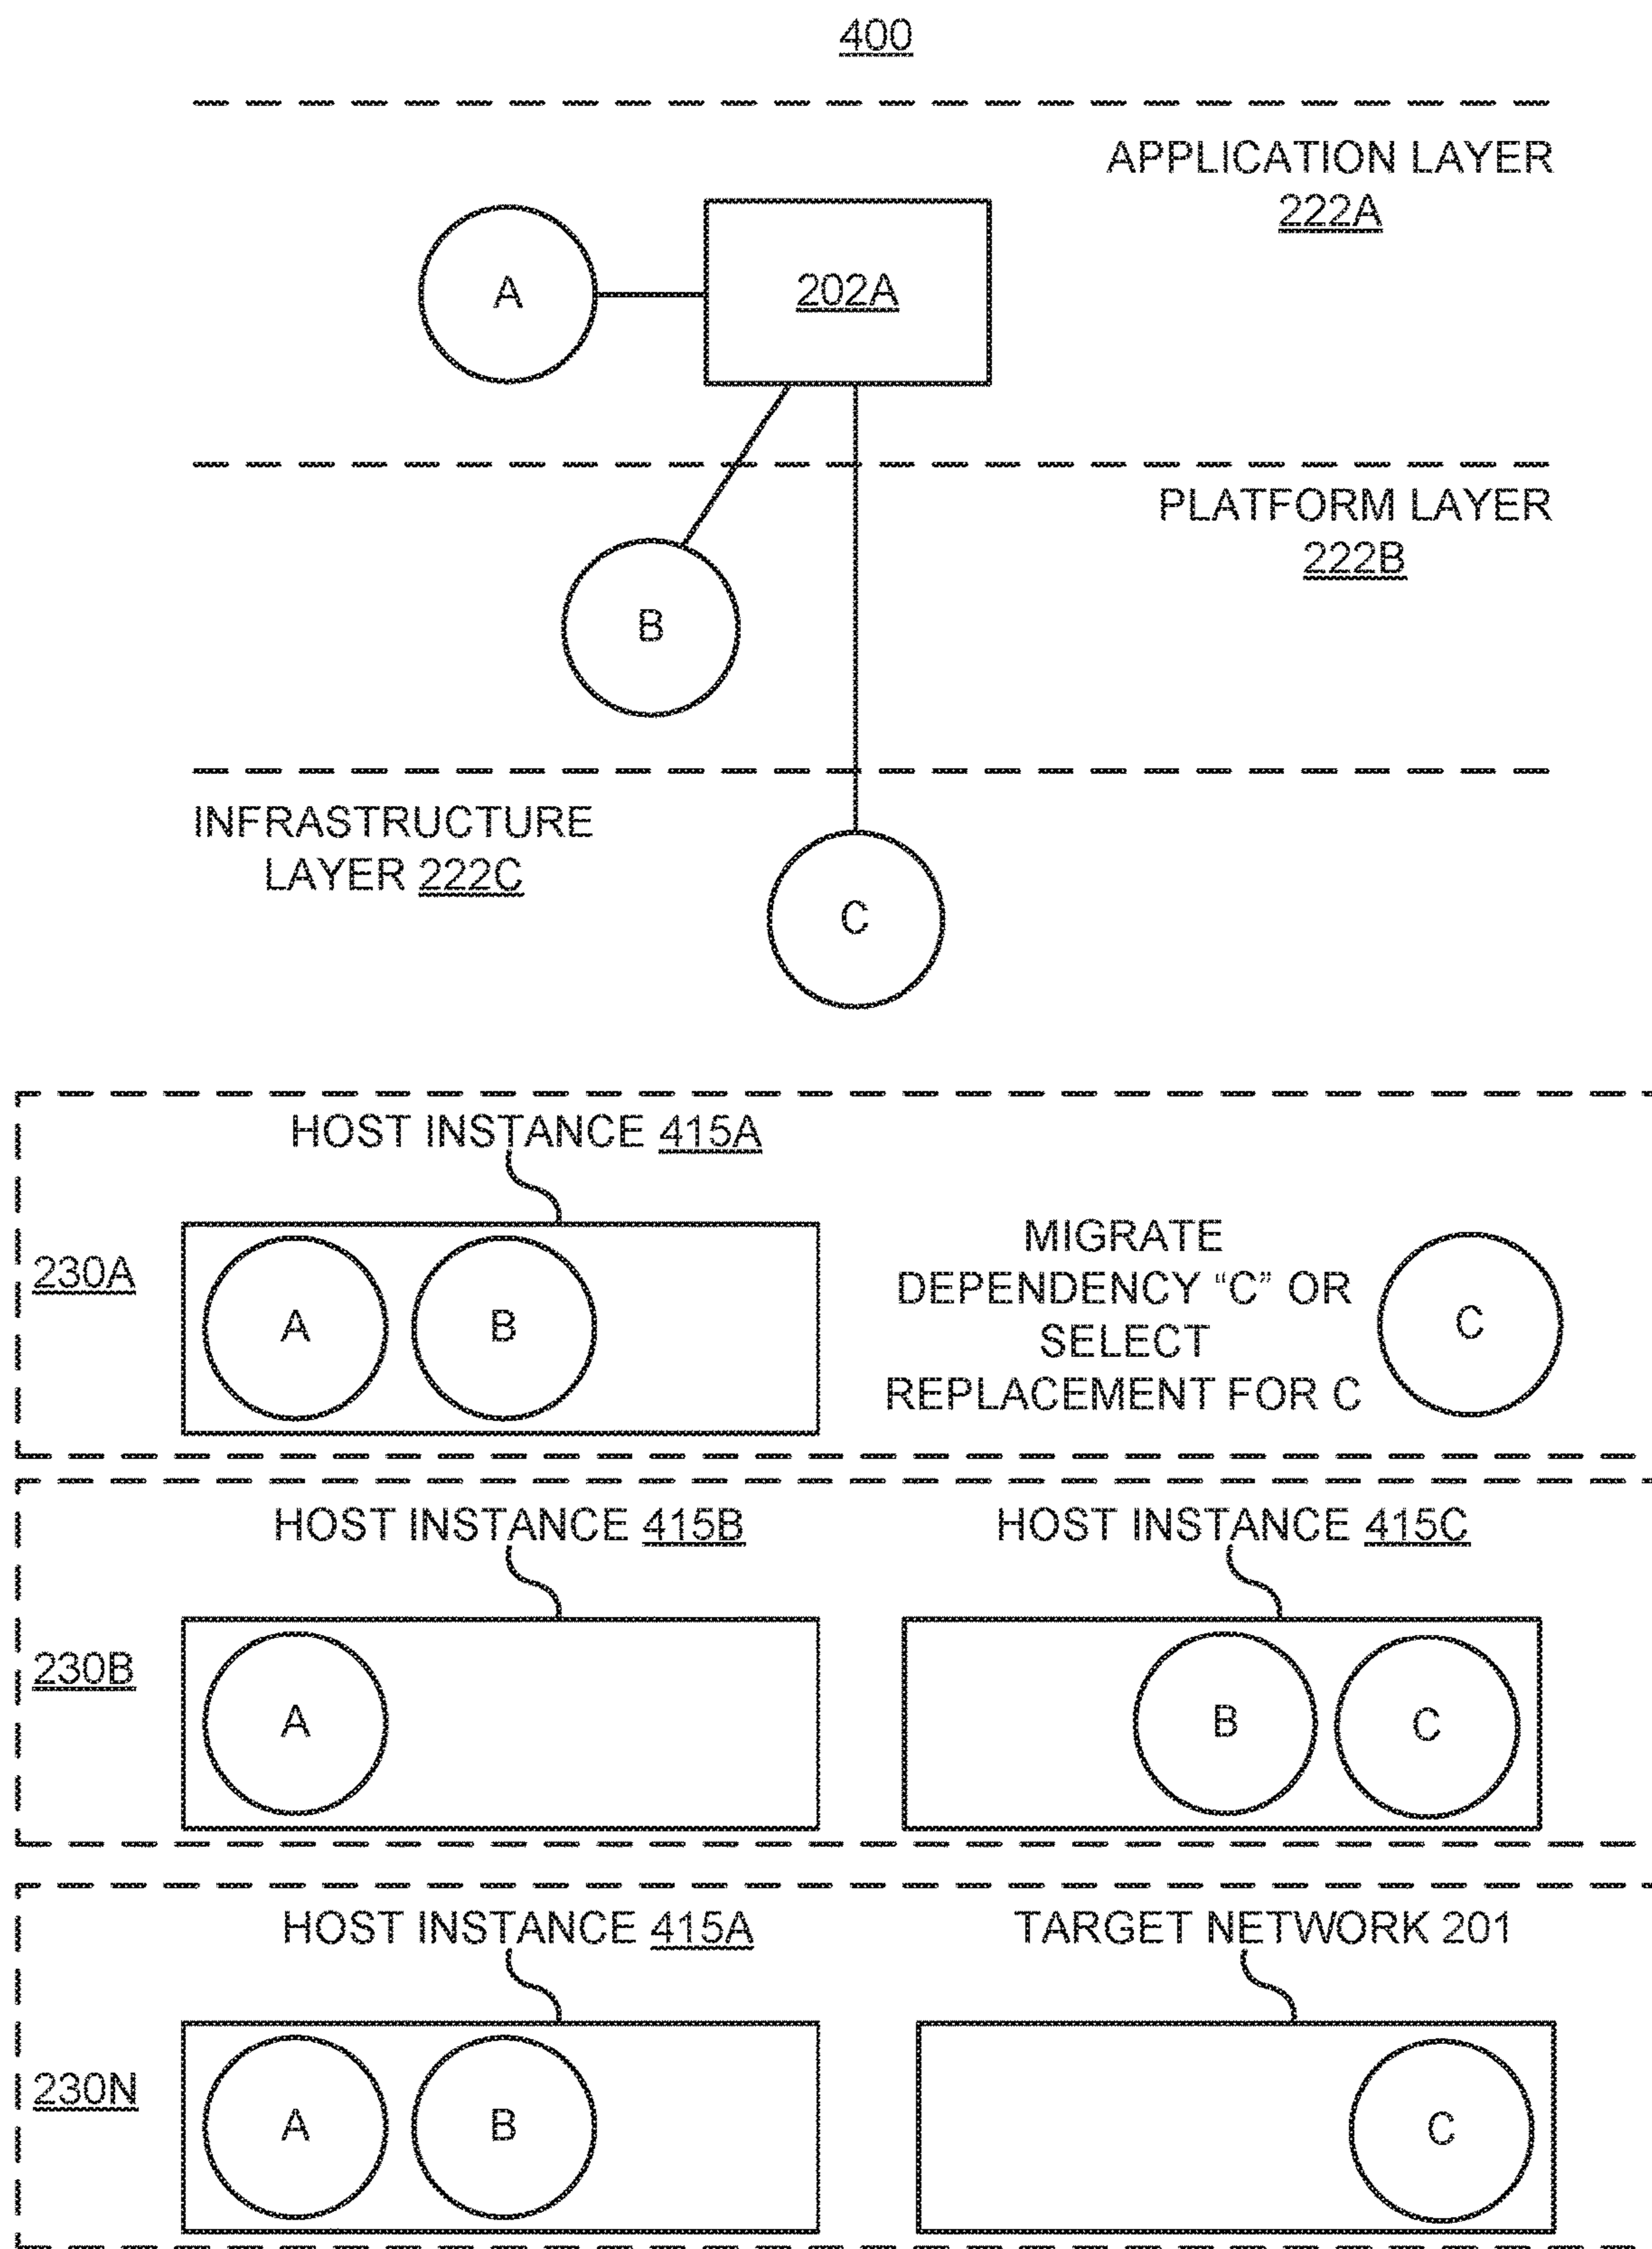 400
APPLICATION LAYER
222A
A
202A
PLATFORM LAYER
222B
B
INFRASTRUCTURE
LAYER 222C
C
HOST INSTANCE 415A
230A
A
B
MIGRATE
DEPENDENCY “C” OR
SELECT
REPLACEMENT FOR C
C
HOST INSTANCE 415B
HOST INSTANCE 415C
230B
A
B
C
HOST INSTANCE 415A
TARGET NETWORK 201
230N
A
B
C